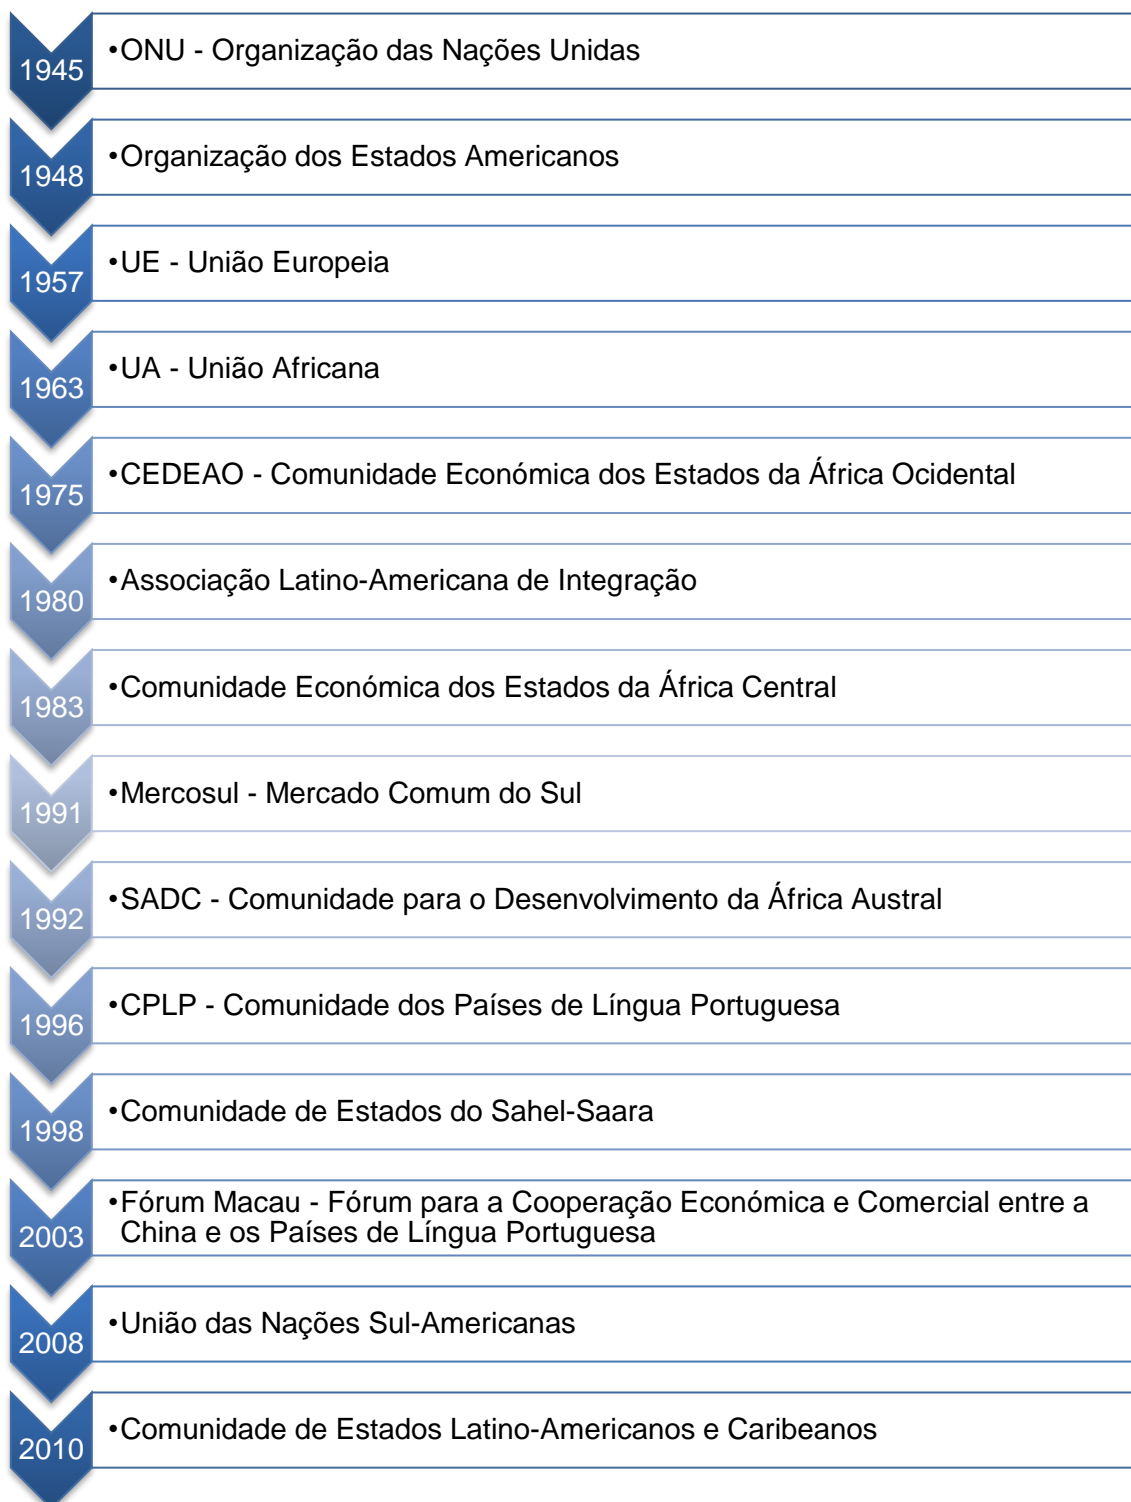 1945
•ONU - Organização das Nações Unidas
1948
•Organização dos Estados Americanos
1957
•UE - União Europeia
1963
•UA - União Africana
1975
•CEDEAO - Comunidade Económica dos Estados da África Ocidental
1980
•Associação Latino-Americana de Integração
1983
•Comunidade Económica dos Estados da África Central
1991
•Mercosul - Mercado Comum do Sul
1992
•SADC - Comunidade para o Desenvolvimento da África Austral
1996
•CPLP - Comunidade dos Países de Língua Portuguesa
1998
•Comunidade de Estados do Sahel-Saara
2003
•Fórum Macau - Fórum para a Cooperação Económica e Comercial entre a
China e os Países de Língua Portuguesa
2008
•União das Nações Sul-Americanas
2010
•Comunidade de Estados Latino-Americanos e Caribeanos